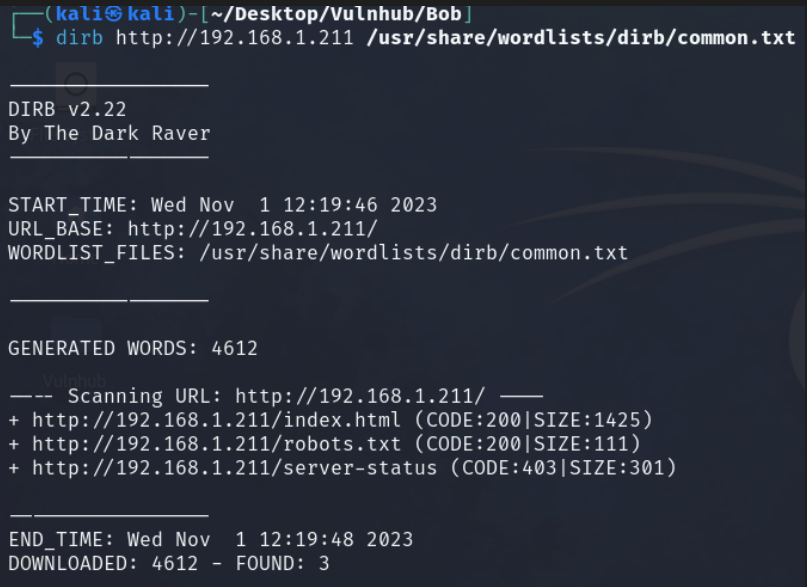 ┌──(kali㉿kali)-[~/Desktop/Vulnhub/Bob]
└─$ dirb http://192.168.1.211 /usr/share/wordlists/dirb/common.txt
-----------------
DIRB v2.22
By The Dark Raver
-----------------
START_TIME: Wed Nov  1 12:19:46 2023
URL_BASE: http://192.168.1.211/
WORDLIST_FILES: /usr/share/wordlists/dirb/common.txt
-----------------
GENERATED WORDS: 4612
Vulnhub
---- Scanning URL: http://192.168.1.211/ ----
+ http://192.168.1.211/index.html (CODE:200|SIZE:1425)
+ http://192.168.1.211/robots.txt (CODE:200|SIZE:111)
+ http://192.168.1.211/server-status (CODE:403|SIZE:301)
-----------------
END_TIME: Wed Nov  1 12:19:48 2023
DOWNLOADED: 4612 - FOUND: 3